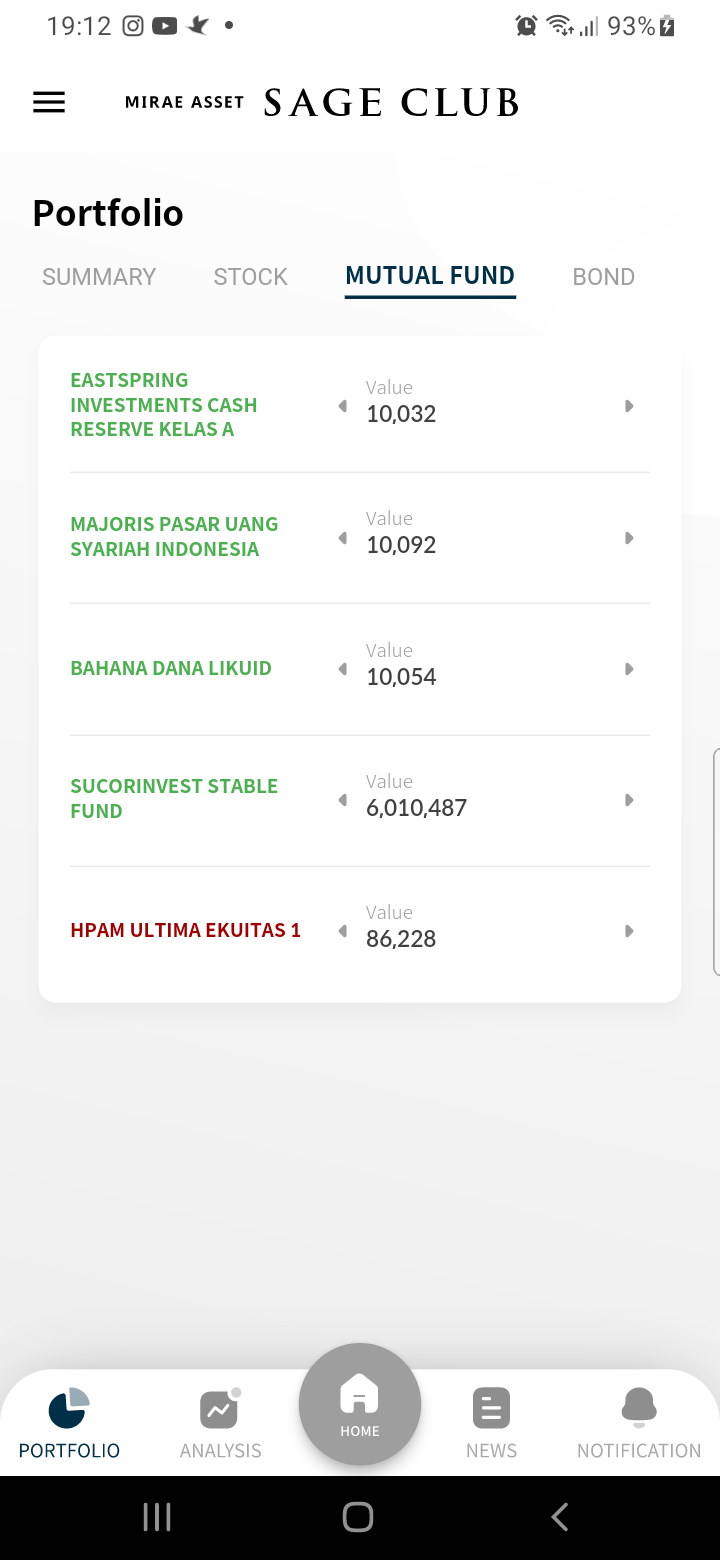 19:12
93%
MIRAE ASSET SAGE CLUB
Portfolio
SUMMARY STOCK MUTUAL FUND BOND
EASTSPRING
INVESTMENTS CASH
RESERVE KELAS A
Value
10,032
MAJORIS PASAR UANG
SYARIAH INDONESIA
Value
10,092
BAHANA DANA LIKUID
Value
10,054
SUCORINVEST STABLE
FUND
Value
6,010,487
HPAM ULTIMA EKUITAS 1
Value
86,228
PORTFOLIO ANALYSIS HOME NEWS NOTIFICATION